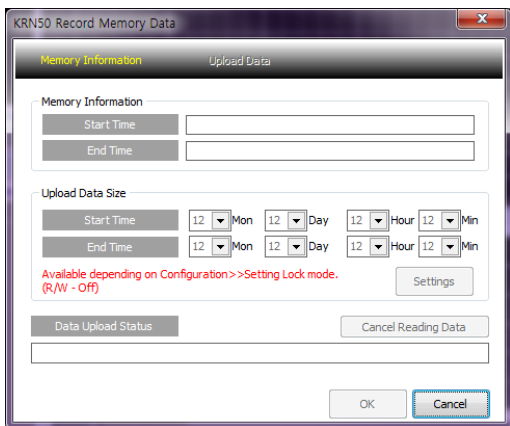 KRN50 Record Memory Data
Memory Information Upload Data
Memory Information
Start Time
End Time
Upload Data Size
Start Time 12 Mon 12 Day 12 Hour 12 Min
End Time 12 Mon 12 Day 12 Hour 12 Min
Available depending on Configuration>>Setting Lock mode.
(R/W - Off)
Settings
Data Upload Status Cancel Reading Data
OK Cancel